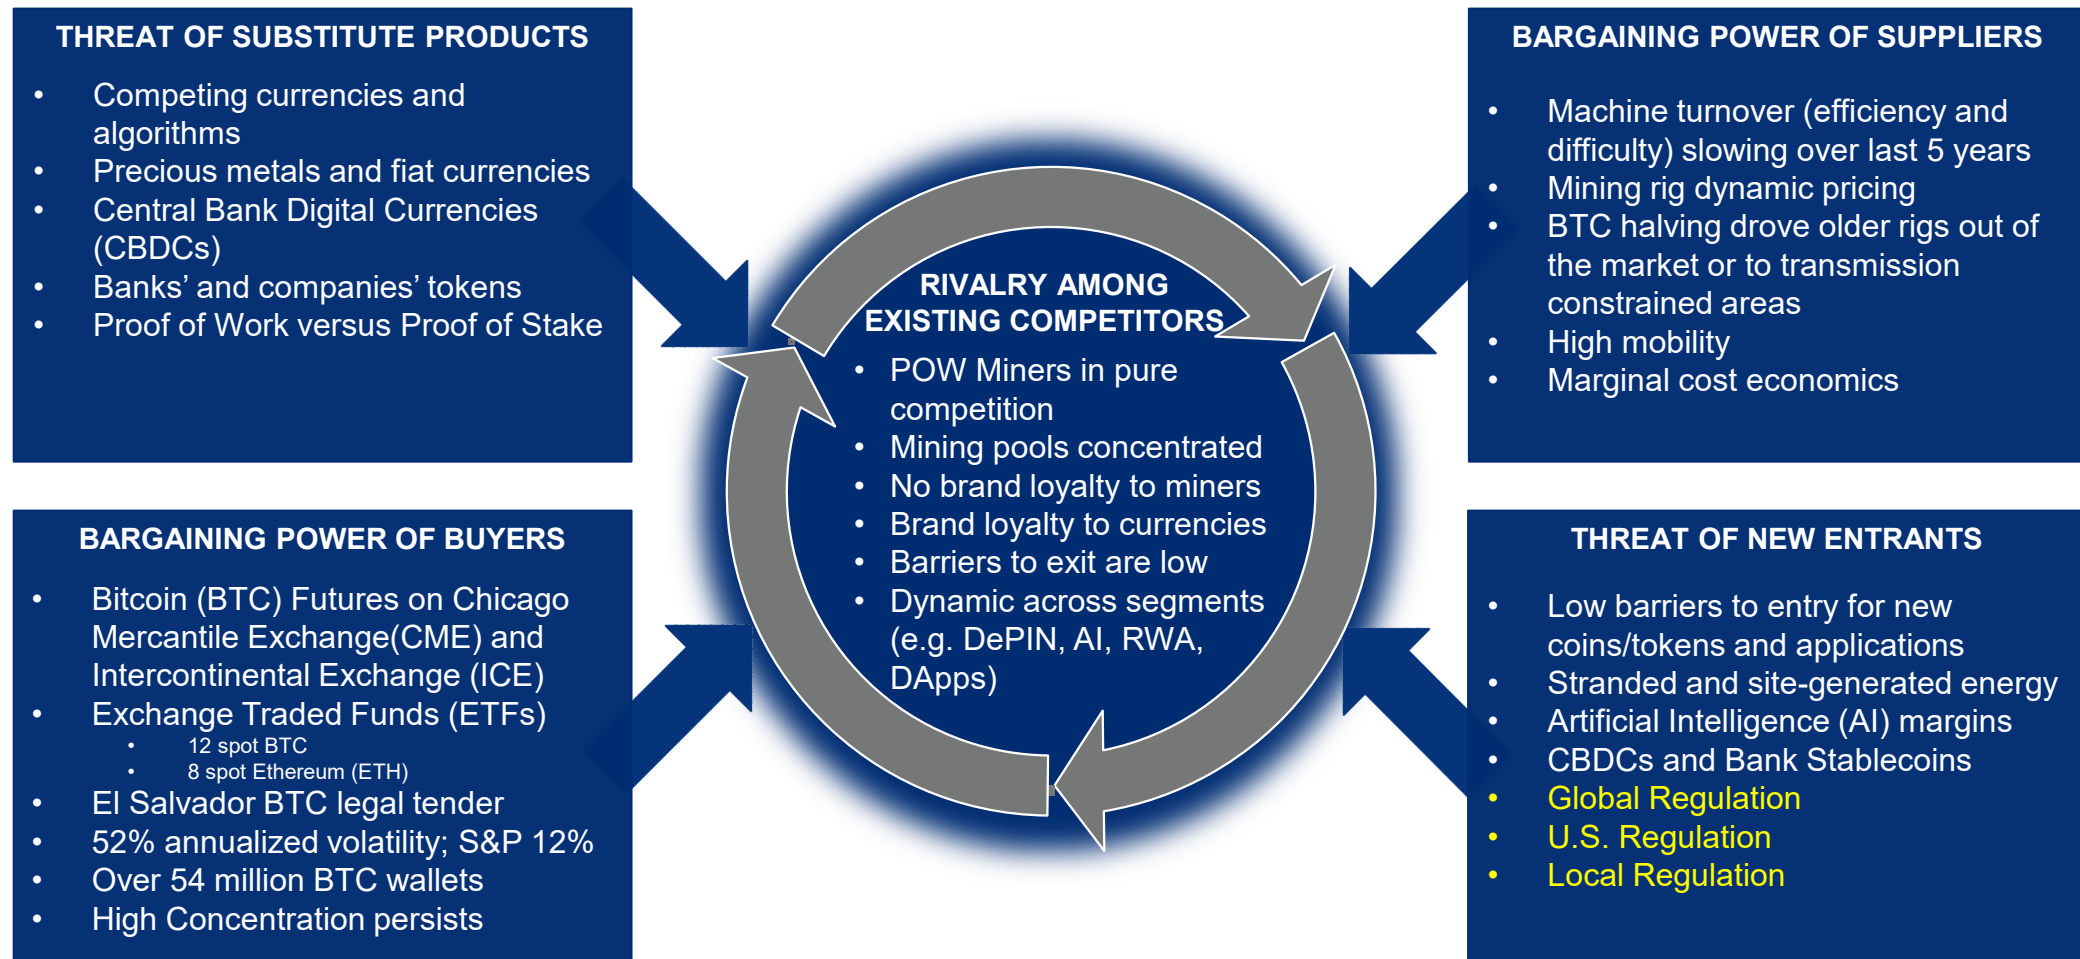 THREAT OF SUBSTITUTE PRODUCTS
• Competing currencies and
algorithms
• Precious metals and fiat currencies
• Central Bank Digital Currencies
(CBDCs)
• Banks’ and companies’ tokens
• Proof of Work versus Proof of Stake
BARGAINING POWER OF SUPPLIERS
• Machine turnover (efficiency and
difficulty) slowing over last 5 years
• Mining rig dynamic pricing
• BTC halving drove older rigs out of
the market or to transmission
constrained areas
• High mobility
• Marginal cost economics
RIVALRY AMONG
EXISTING COMPETITORS
• POW Miners in pure
competition
• Mining pools concentrated
• No brand loyalty to miners
• Brand loyalty to currencies
• Barriers to exit are low
• Dynamic across segments
(e.g. DePIN, AI, RWA,
DApps)
BARGAINING POWER OF BUYERS
• Bitcoin (BTC) Futures on Chicago
Mercantile Exchange(CME) and
Intercontinental Exchange (ICE)
• Exchange Traded Funds (ETFs)
• 12 spot BTC
• 8 spot Ethereum (ETH)
• El Salvador BTC legal tender
• 52% annualized volatility; S&P 12%
• Over 54 million BTC wallets
• High Concentration persists
THREAT OF NEW ENTRANTS
• Low barriers to entry for new
coins/tokens and applications
• Stranded and site-generated energy
• Artificial Intelligence (AI) margins
• CBDCs and Bank Stablecoins
• Global Regulation
• U.S. Regulation
• Local Regulation